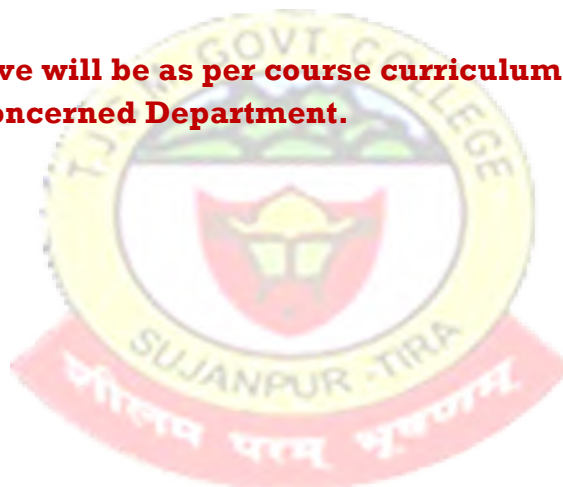 ve will be as per course curriculum
oncerned Department.
GOVT. COLLEGE
SUJANPUR - TIRA
शीलम परम् भूषणम्